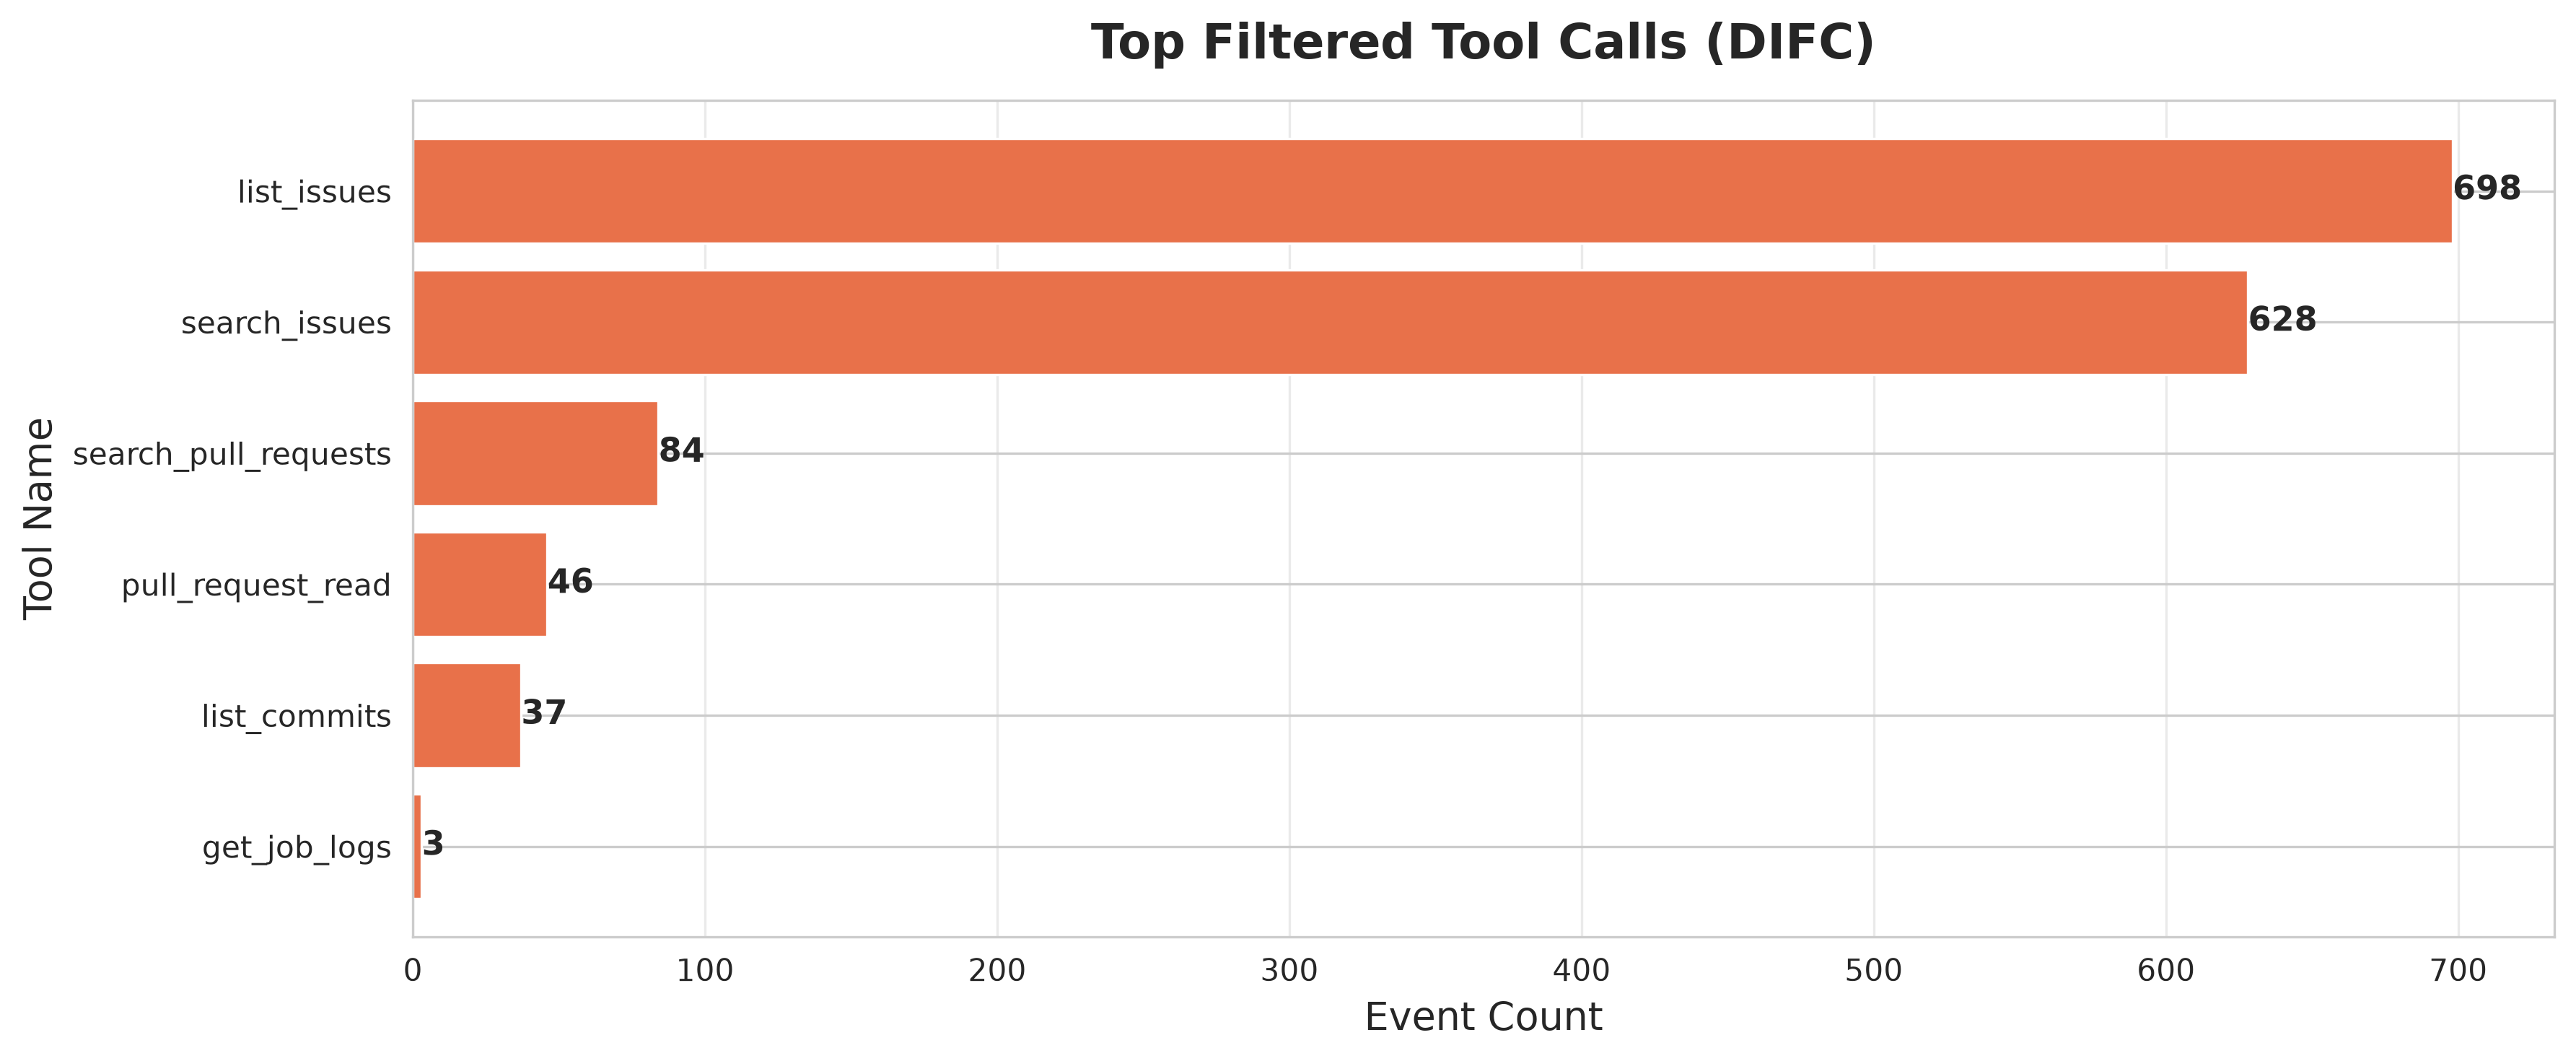 Top Filtered Tool Calls (DIFC)
Tool Name
list_issues
698
search_issues
628
search_pull_requests
84
pull_request_read
46
list_commits
37
get_job_logs
3
0 100 200 300 400 500 600 700
Event Count